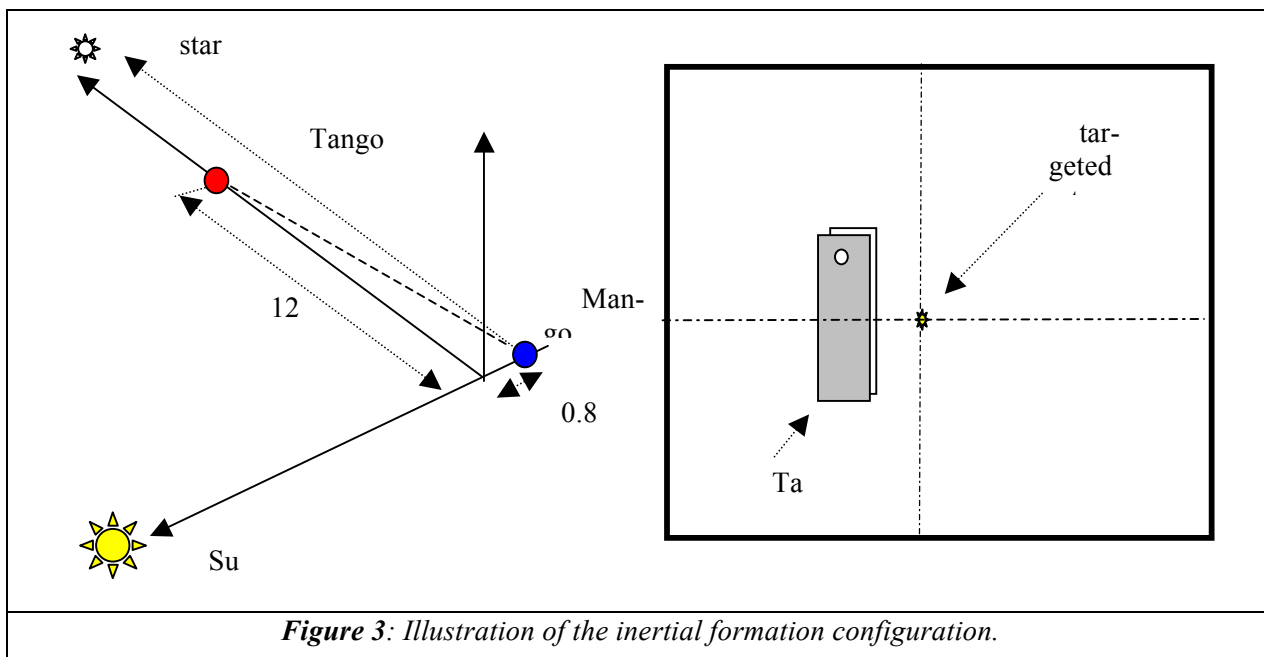 star
Tango
12
Man-
go
0.8
Su
tar-
geted
Ta
Figure 3: Illustration of the inertial formation configuration.